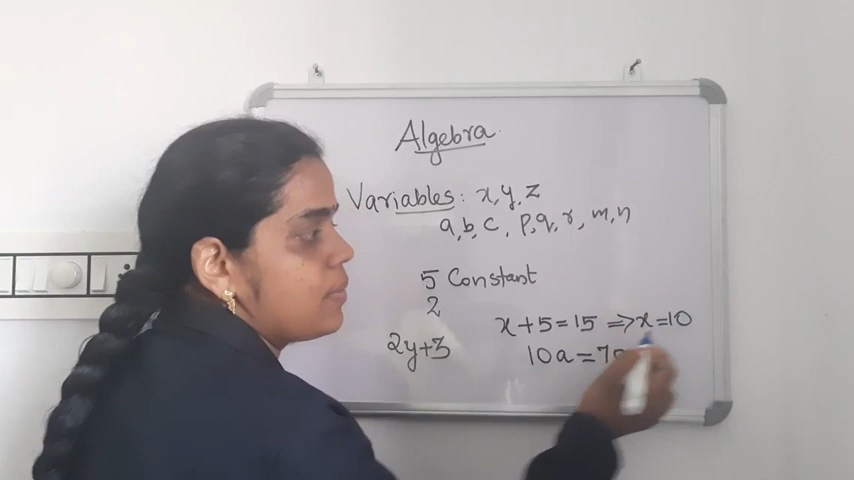 Algebra.
Variables: x, y, z
a, b, c, p, q, r, m, n
5 Constant
2
x + 5 = 15 ⇒ x = 10
2y+3
10a = 70